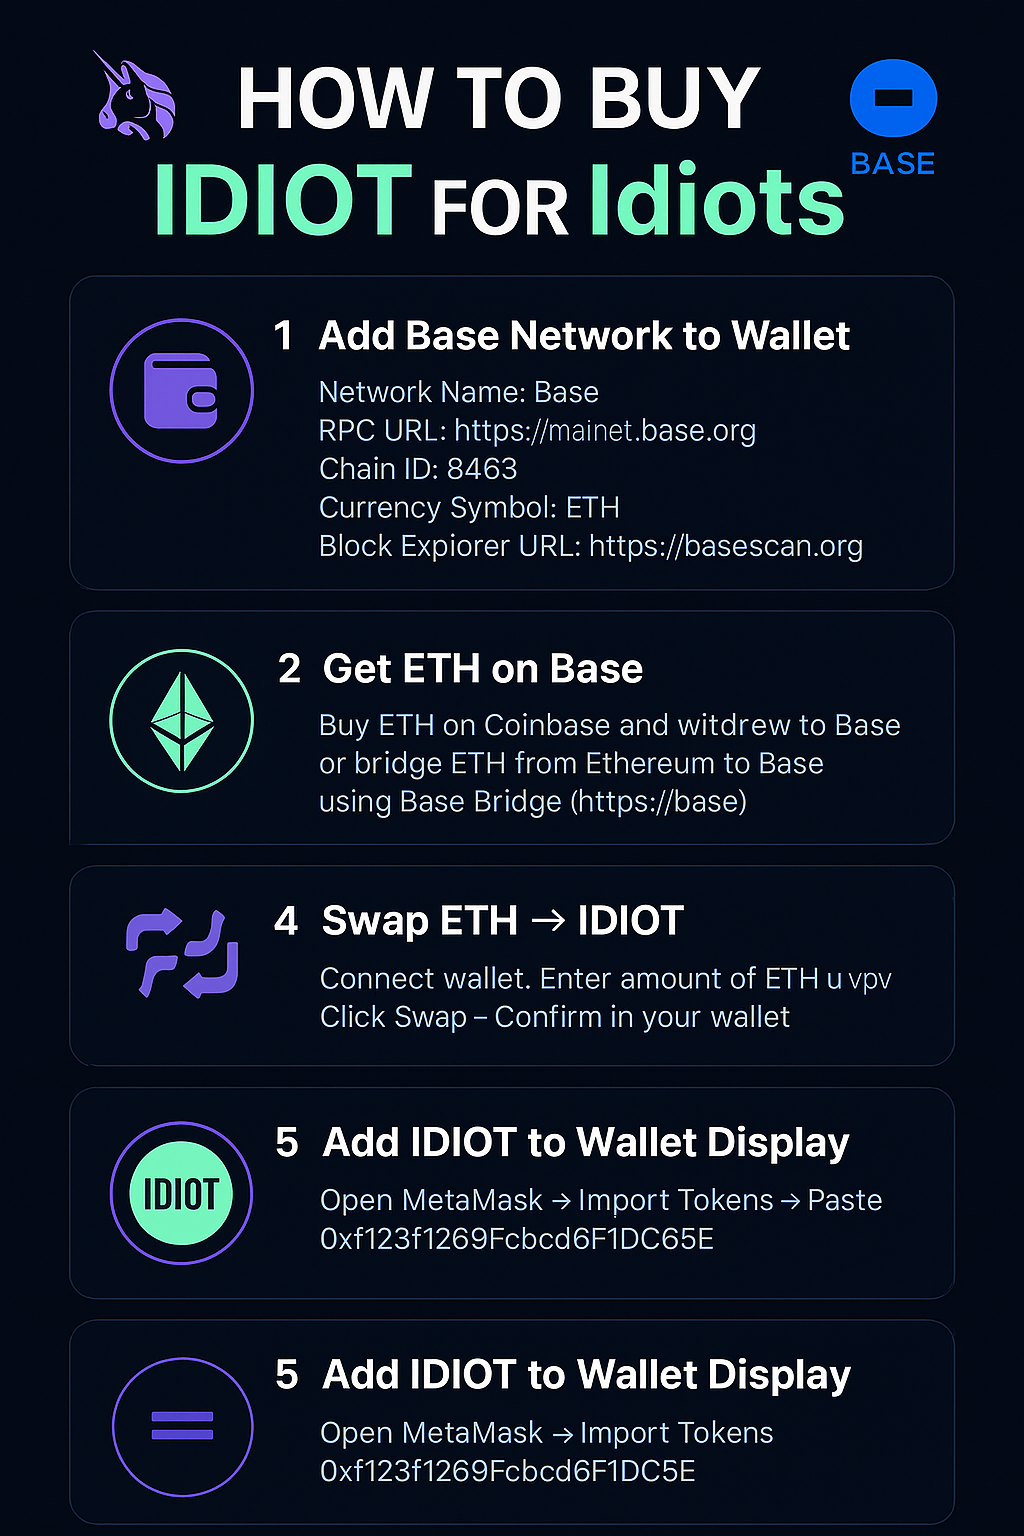 HOW TO BUY
BASE
IDIOT FOR Idiots
1 Add Base Network to Wallet
Network Name: Base
RPC URL: https://mainet.base.org
Chain ID: 8463
Currency Symbol: ETH
Block Expiorer URL: https://basescan.org
2 Get ETH on Base
Buy ETH on Coinbase and witdrew to Base
or bridge ETH from Ethereum to Base
using Base Bridge (https://base)
4 Swap ETH → IDIOT
Connect wallet. Enter amount of ETH u vpv
Click Swap – Confirm in your wallet
IDIOT
5 Add IDIOT to Wallet Display
Open MetaMask → Import Tokens → Paste
0xf123f1269Fcbcd6F1DC65E
5 Add IDIOT to Wallet Display
Open MetaMask → Import Tokens
0xf123f1269Fcbcd6F1DC5E